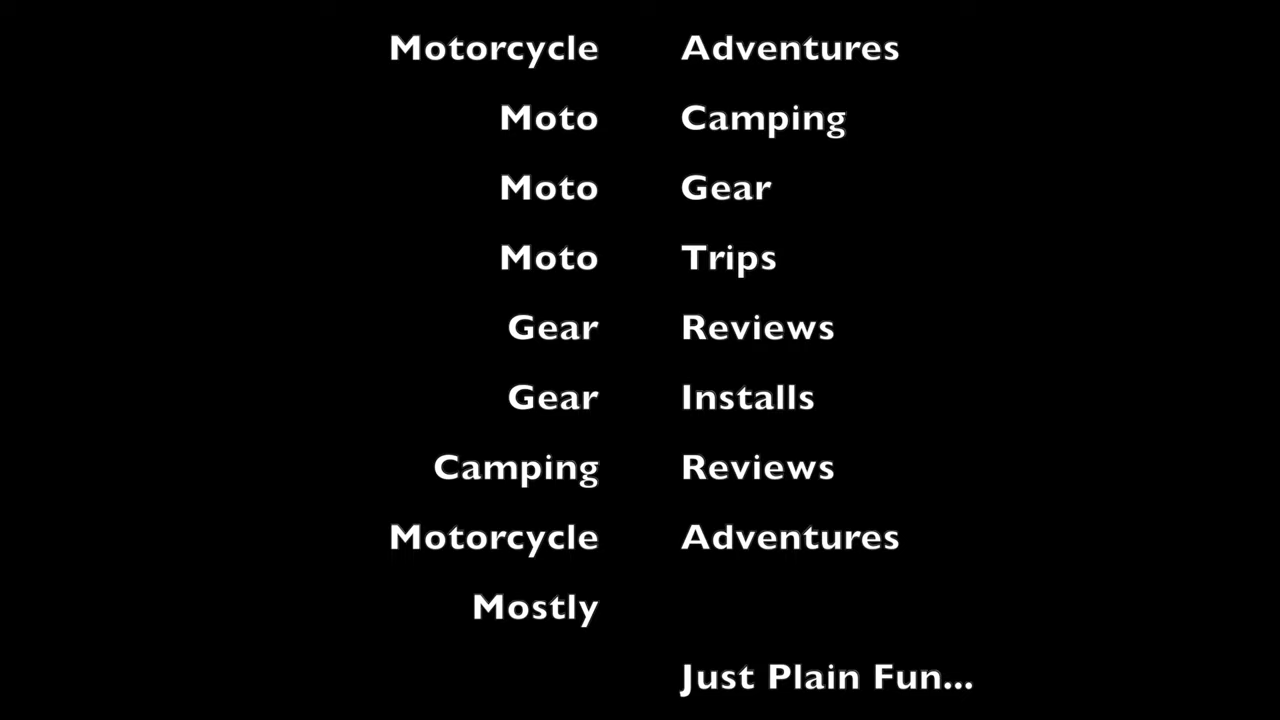 Motorcycle Adventures
Moto Camping
Moto Gear
Moto Trips
Gear Reviews
Gear Installs
Camping Reviews
Motorcycle Adventures
Mostly
Just Plain Fun...